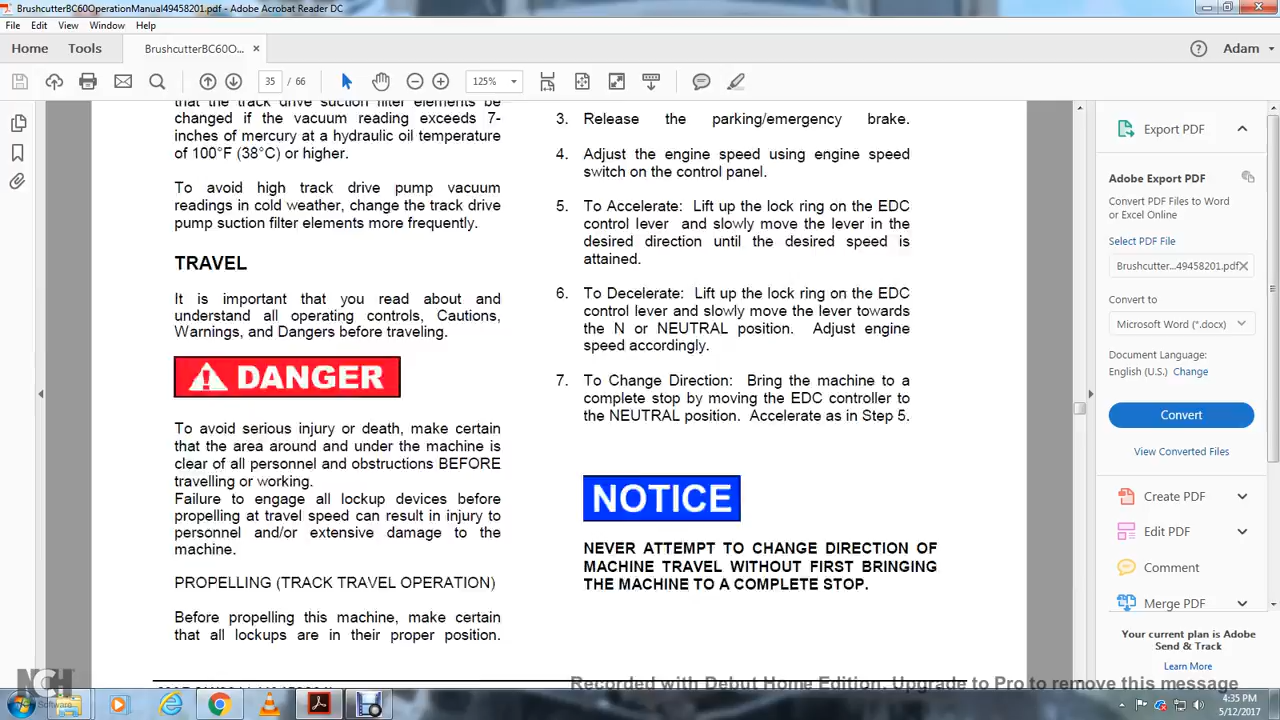 BrushcutterBC60OperationManual49458201.pdf - Adobe Acrobat Reader DC
File Edit View Window Help
Home Tools BrushcutterBC60O... × Adam
35 / 66 125%
that the track drive suction filter elements be
changed if the vacuum reading exceeds 7-
inches of mercury at a hydraulic oil temperature
of 100°F (38°C) or higher.
To avoid high track drive pump vacuum
readings in cold weather, change the track drive
pump suction filter elements more frequently.
TRAVEL
It is important that you read about and
understand all operating controls, Cautions,
Warnings, and Dangers before traveling.
DANGER
To avoid serious injury or death, make certain
that the area around and under the machine is
clear of all personnel and obstructions BEFORE
travelling or working.
Failure to engage all lockup devices before
propelling at travel speed can result in injury to
personnel and/or extensive damage to the
machine.
PROPELLING (TRACK TRAVEL OPERATION)
Before propelling this machine, make certain
that all lockups are in their proper position.
3. Release the parking/emergency brake.
4. Adjust the engine speed using engine speed
switch on the control panel.
5. To Accelerate: Lift up the lock ring on the EDC
control lever and slowly move the lever in the
desired direction until the desired speed is
attained.
6. To Decelerate: Lift up the lock ring on the EDC
control lever and slowly move the lever towards
the N or NEUTRAL position. Adjust engine
speed accordingly.
7. To Change Direction: Bring the machine to a
complete stop by moving the EDC controller to
the NEUTRAL position. Accelerate as in Step 5.
NOTICE
NEVER ATTEMPT TO CHANGE DIRECTION OF
MACHINE TRAVEL WITHOUT FIRST BRINGING
THE MACHINE TO A COMPLETE STOP.
Export PDF
Adobe Export PDF
Convert PDF Files to Word
or Excel Online
Select PDF File
Brushcutter...49458201.pdf ×
Convert to
Microsoft Word (*.docx)
Document Language:
English (U.S.) Change
Convert
View Converted Files
Create PDF
Edit PDF
Comment
Merge PDF
Your current plan is Adobe
Send & Track
Learn More
Recorded with Debut Home Edition. Upgrade to Pro to remove this message
NCH
Software
4:35 PM
5/12/2017